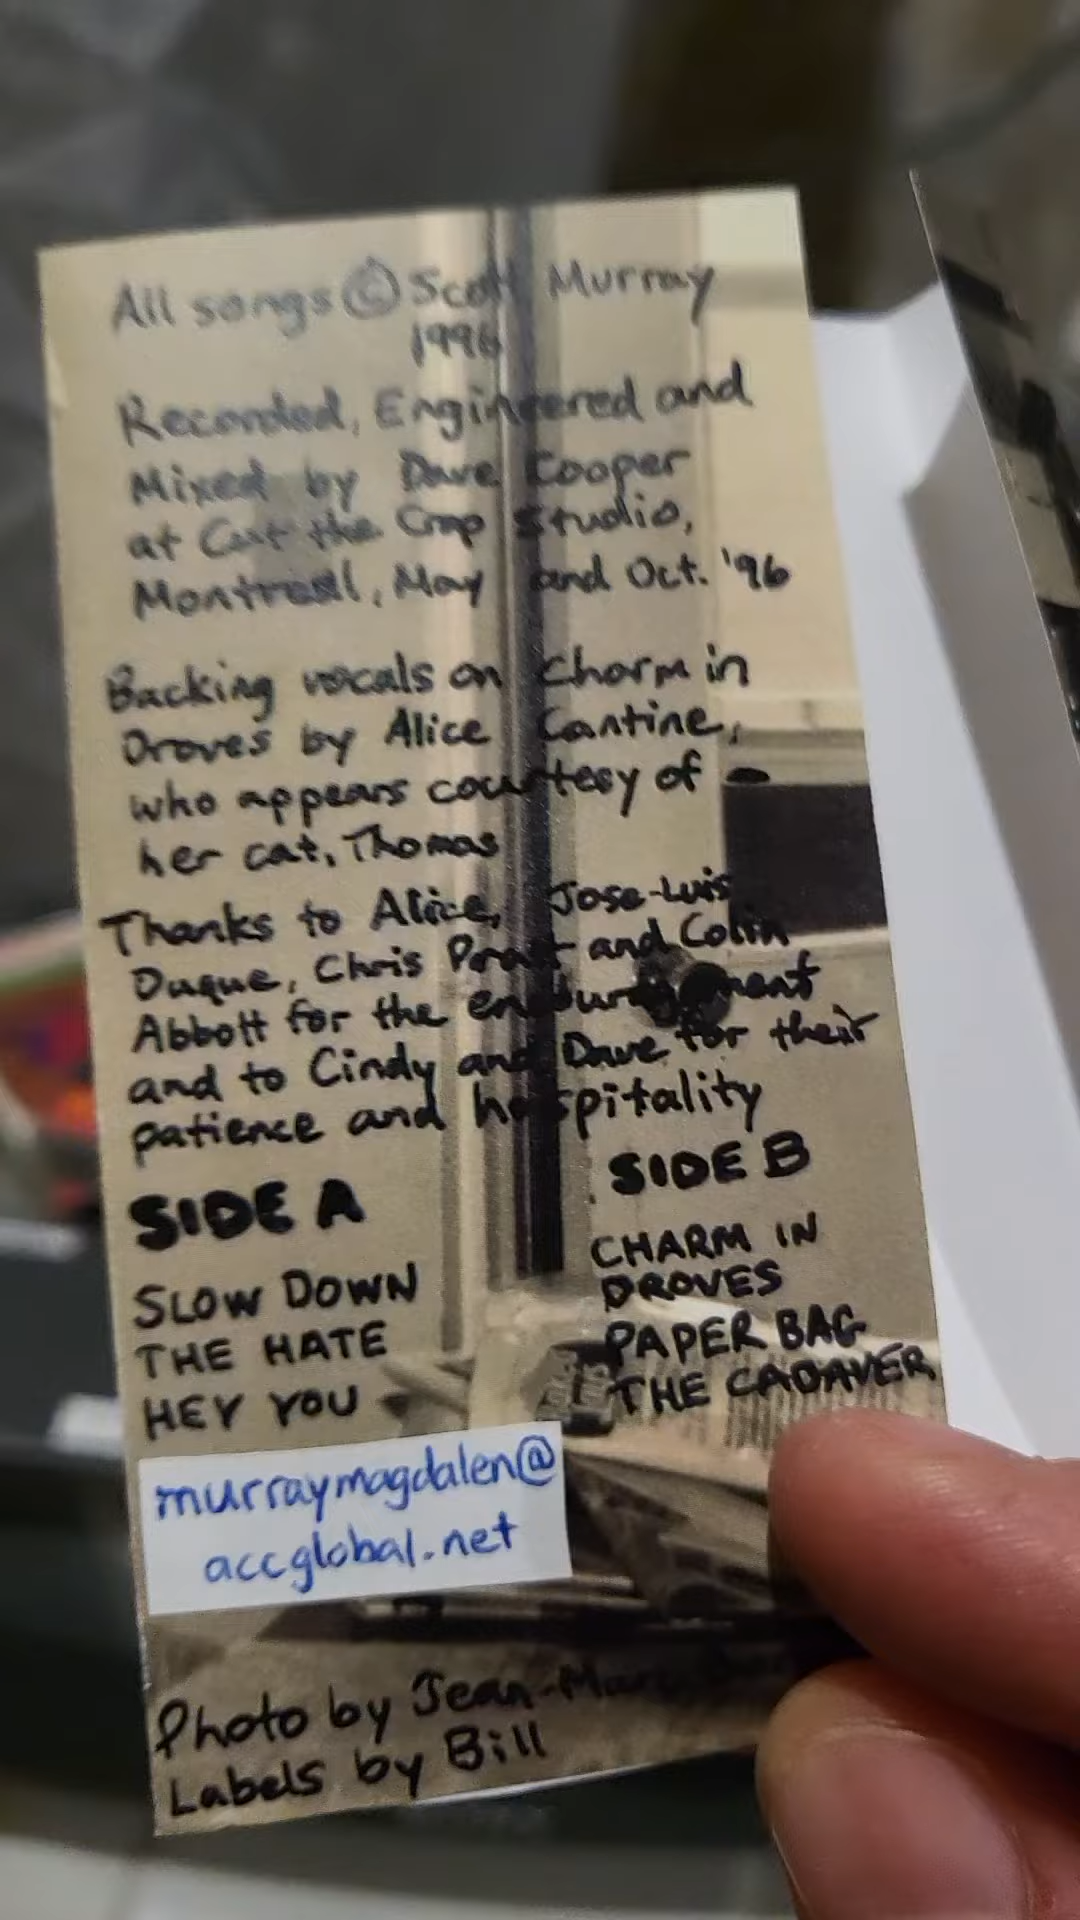 All songs © Scott Murray
1996
Recorded, Engineered and
Mixed by Dave Cooper
at Cut the Crap Studio,
Montreal, May and Oct. '96
Backing vocals on Charm in
Droves by Alice Cantine,
who appears courtesy of
her cat, Thomas
Thanks to Alice, Jose-Luis
Duque, Chris and Colin
Abbott for the encouragement
and to Cindy and Dave for their
patience and hospitality
SIDE A
SLOW DOWN
THE HATE
HEY YOU
SIDE B
CHARM IN
DROVES
PAPER BAG
THE CADAVER
murraymagdalen@
accglobal.net
Photo by Jean-Marc
Labels by Bill